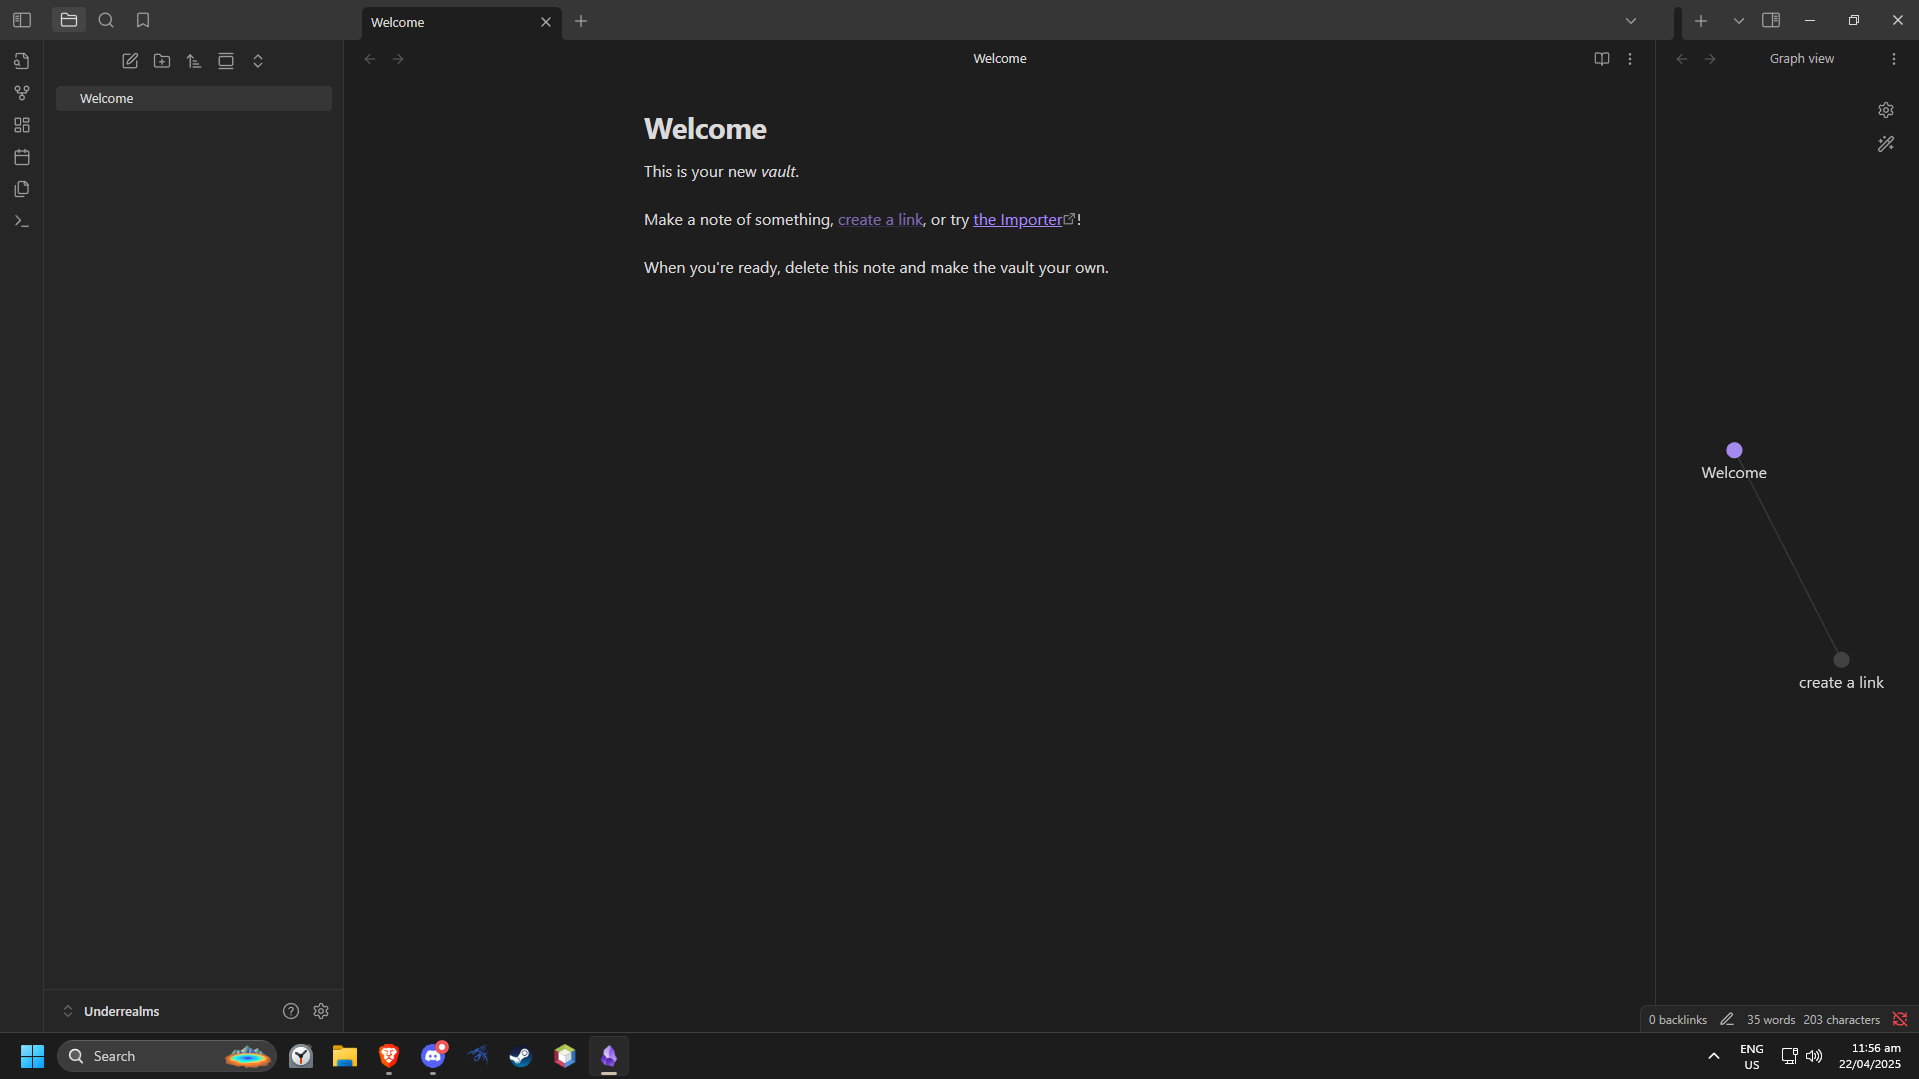 Welcome
Welcome
Graph view
Welcome
Welcome
This is your new vault.
Make a note of something, create a link, or try the Importer!
When you're ready, delete this note and make the vault your own.
Welcome
create a link
Underrealms
0 backlinks 35 words 203 characters
Search
ENG
US
11:56 am
22/04/2025